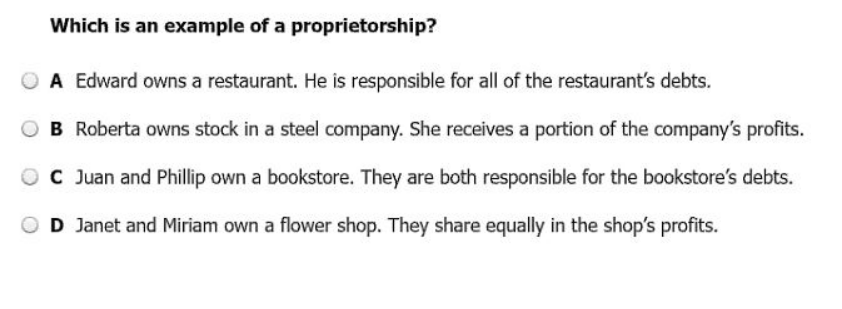 Which is an example of a proprietorship?
A Edward owns a restaurant. He is responsible for all of the restaurant's debts.
B Roberta owns stock in a steel company. She receives a portion of the company's profits.
C Juan and Phillip own a bookstore. They are both responsible for the bookstore's debts.
D Janet and Miriam own a flower shop. They share equally in the shop's profits.